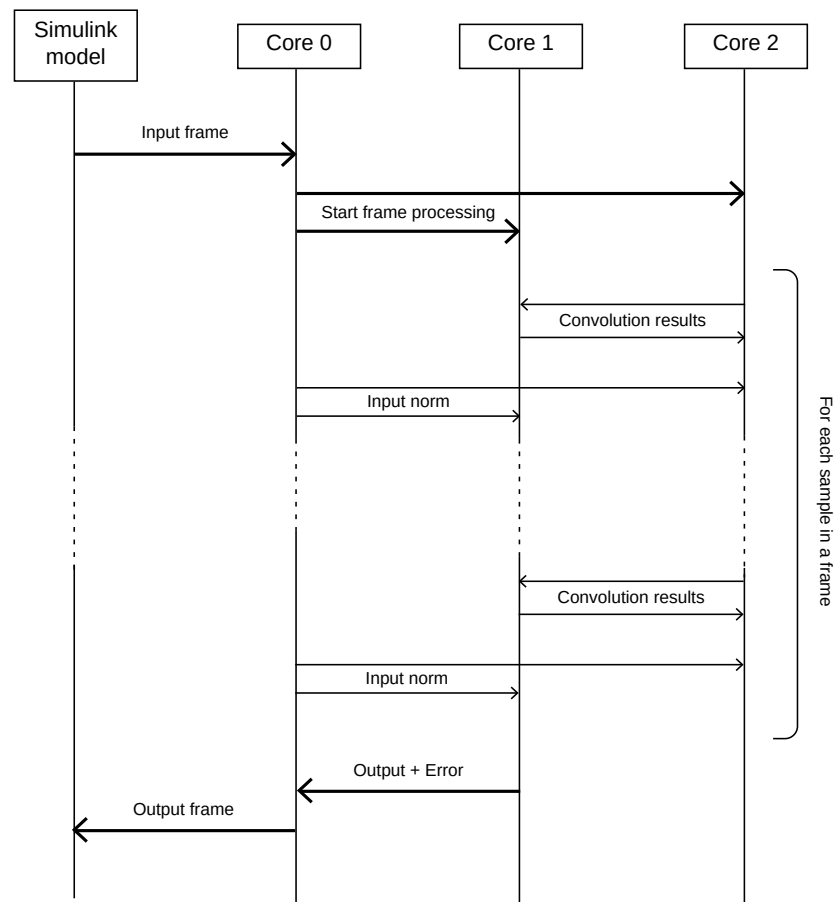 Simulink
model
Core 0
Core 1
Core 2
Input frame
Start frame processing
Convolution results
Input norm
For each sample in a frame
Convolution results
Input norm
Output + Error
Output frame